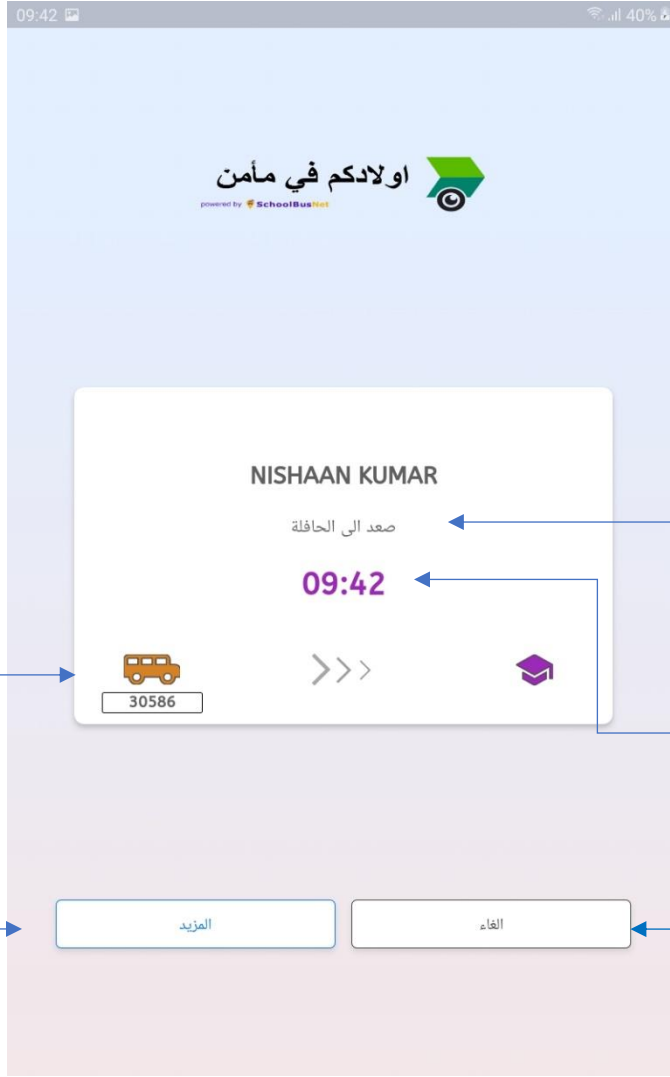 09:42 40%
اولادكم في مأمن
powered by SchoolBusNet
NISHAAN KUMAR
صعد الى الحافلة
09:42
30586
المزيد
الغاء